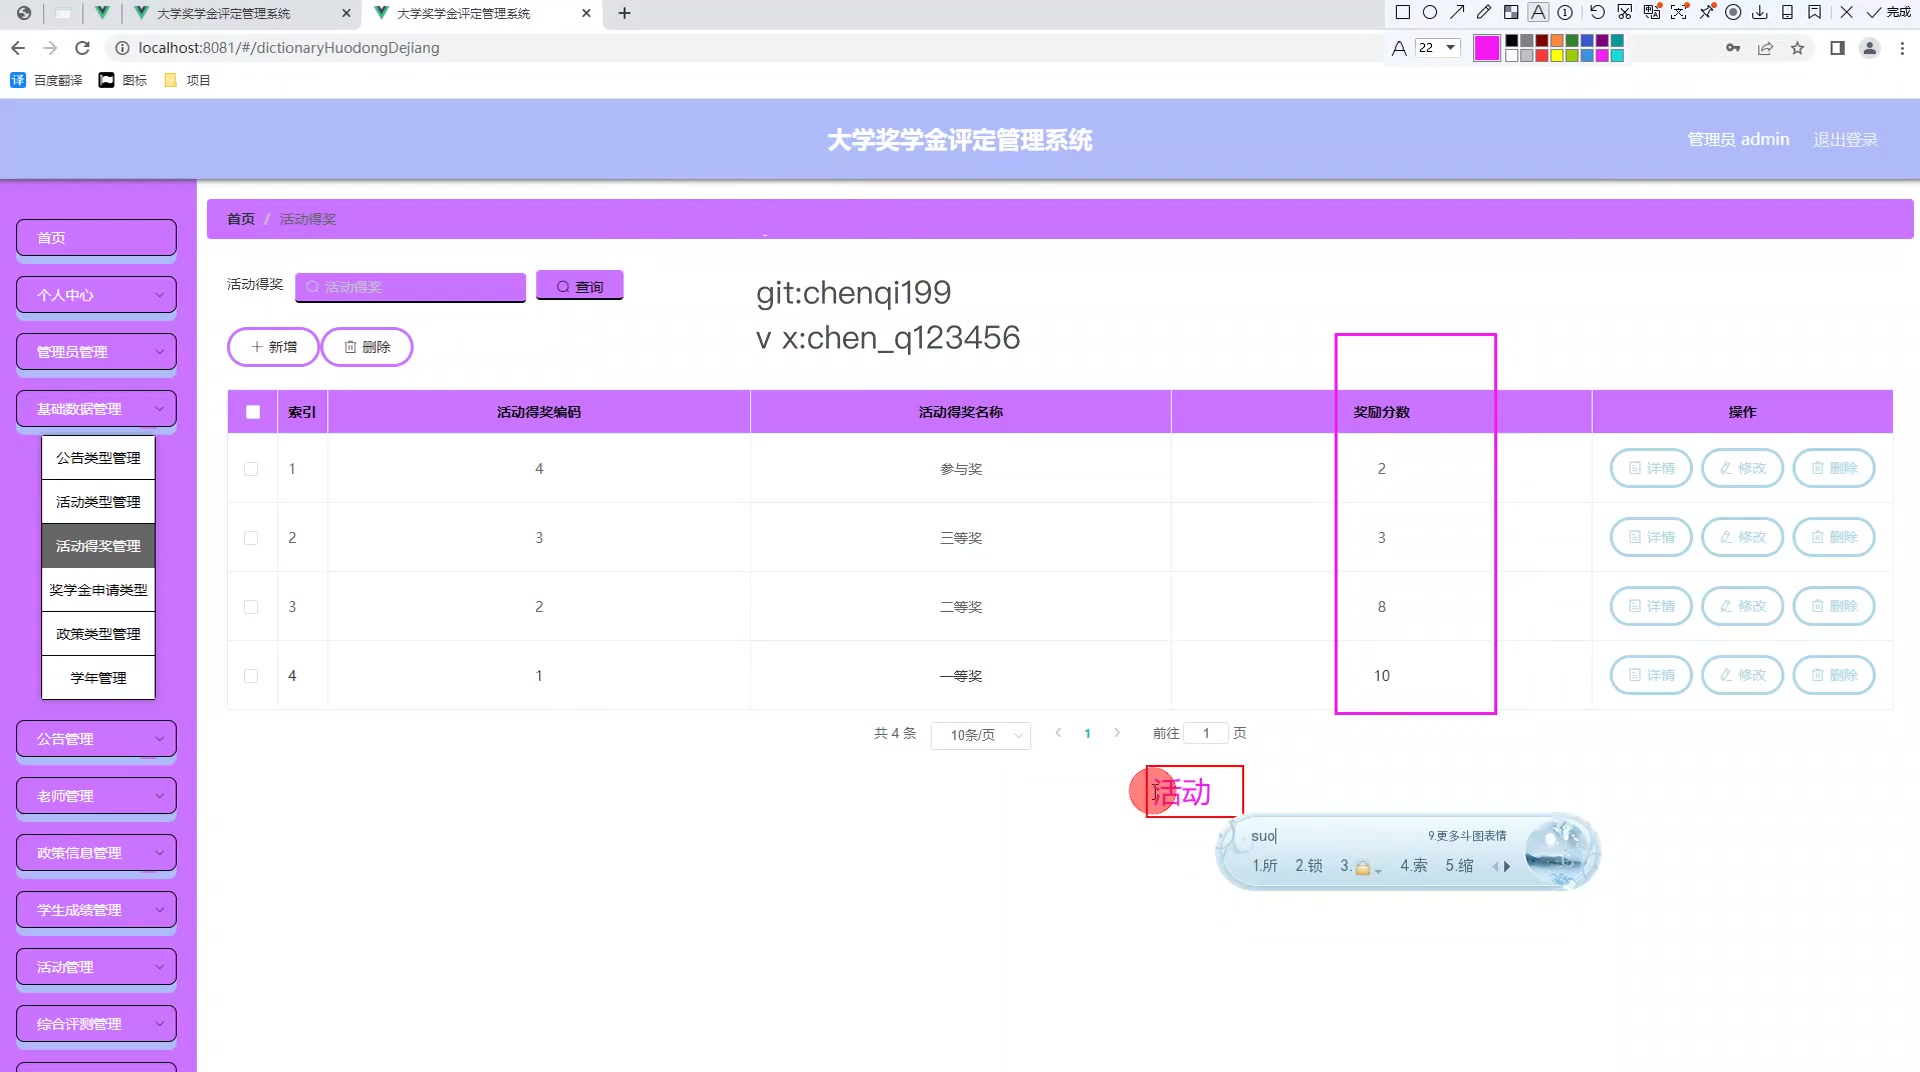 大学奖学金评定管理系统
大学奖学金评定管理系统
完成
localhost:8081/#/dictionaryHuodongDejiang
A 22
译 百度翻译 图标 项目
大学奖学金评定管理系统
管理员 admin 退出登录
首页
个人中心
管理员管理
基础数据管理
公告类型管理
活动类型管理
活动得奖管理
奖学金申请类型
政策类型管理
学年管理
公告管理
老师管理
政策信息管理
学生成绩管理
活动管理
综合评测管理
首页 / 活动得奖
活动得奖 活动得奖 查询
git:chenqi199
v x:chen_q123456
新增 删除
索引 活动得奖编码 活动得奖名称 奖励分数 操作
1 4 参与奖 2 详情 修改 删除
2 3 三等奖 3 详情 修改 删除
3 2 二等奖 8 详情 修改 删除
4 1 一等奖 10 详情 修改 删除
共 4 条 10条/页 1 前往 1 页
活动
suo 9.更多斗图表情
1.所 2.锁 3. 4.索 5.缩